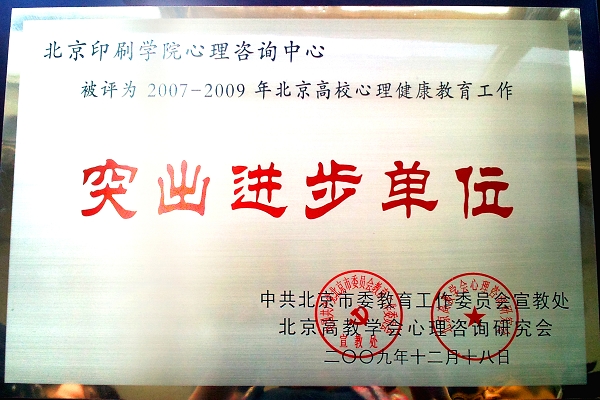 北京印刷学院心理咨询中心
被评为 2007-2009 年北京高校心理健康教育工作
突出进步单位
中共北京市委教育工作委员会宣教处
北京高教学会心理咨询研究会
二〇〇九年十二月十八日
宣教处